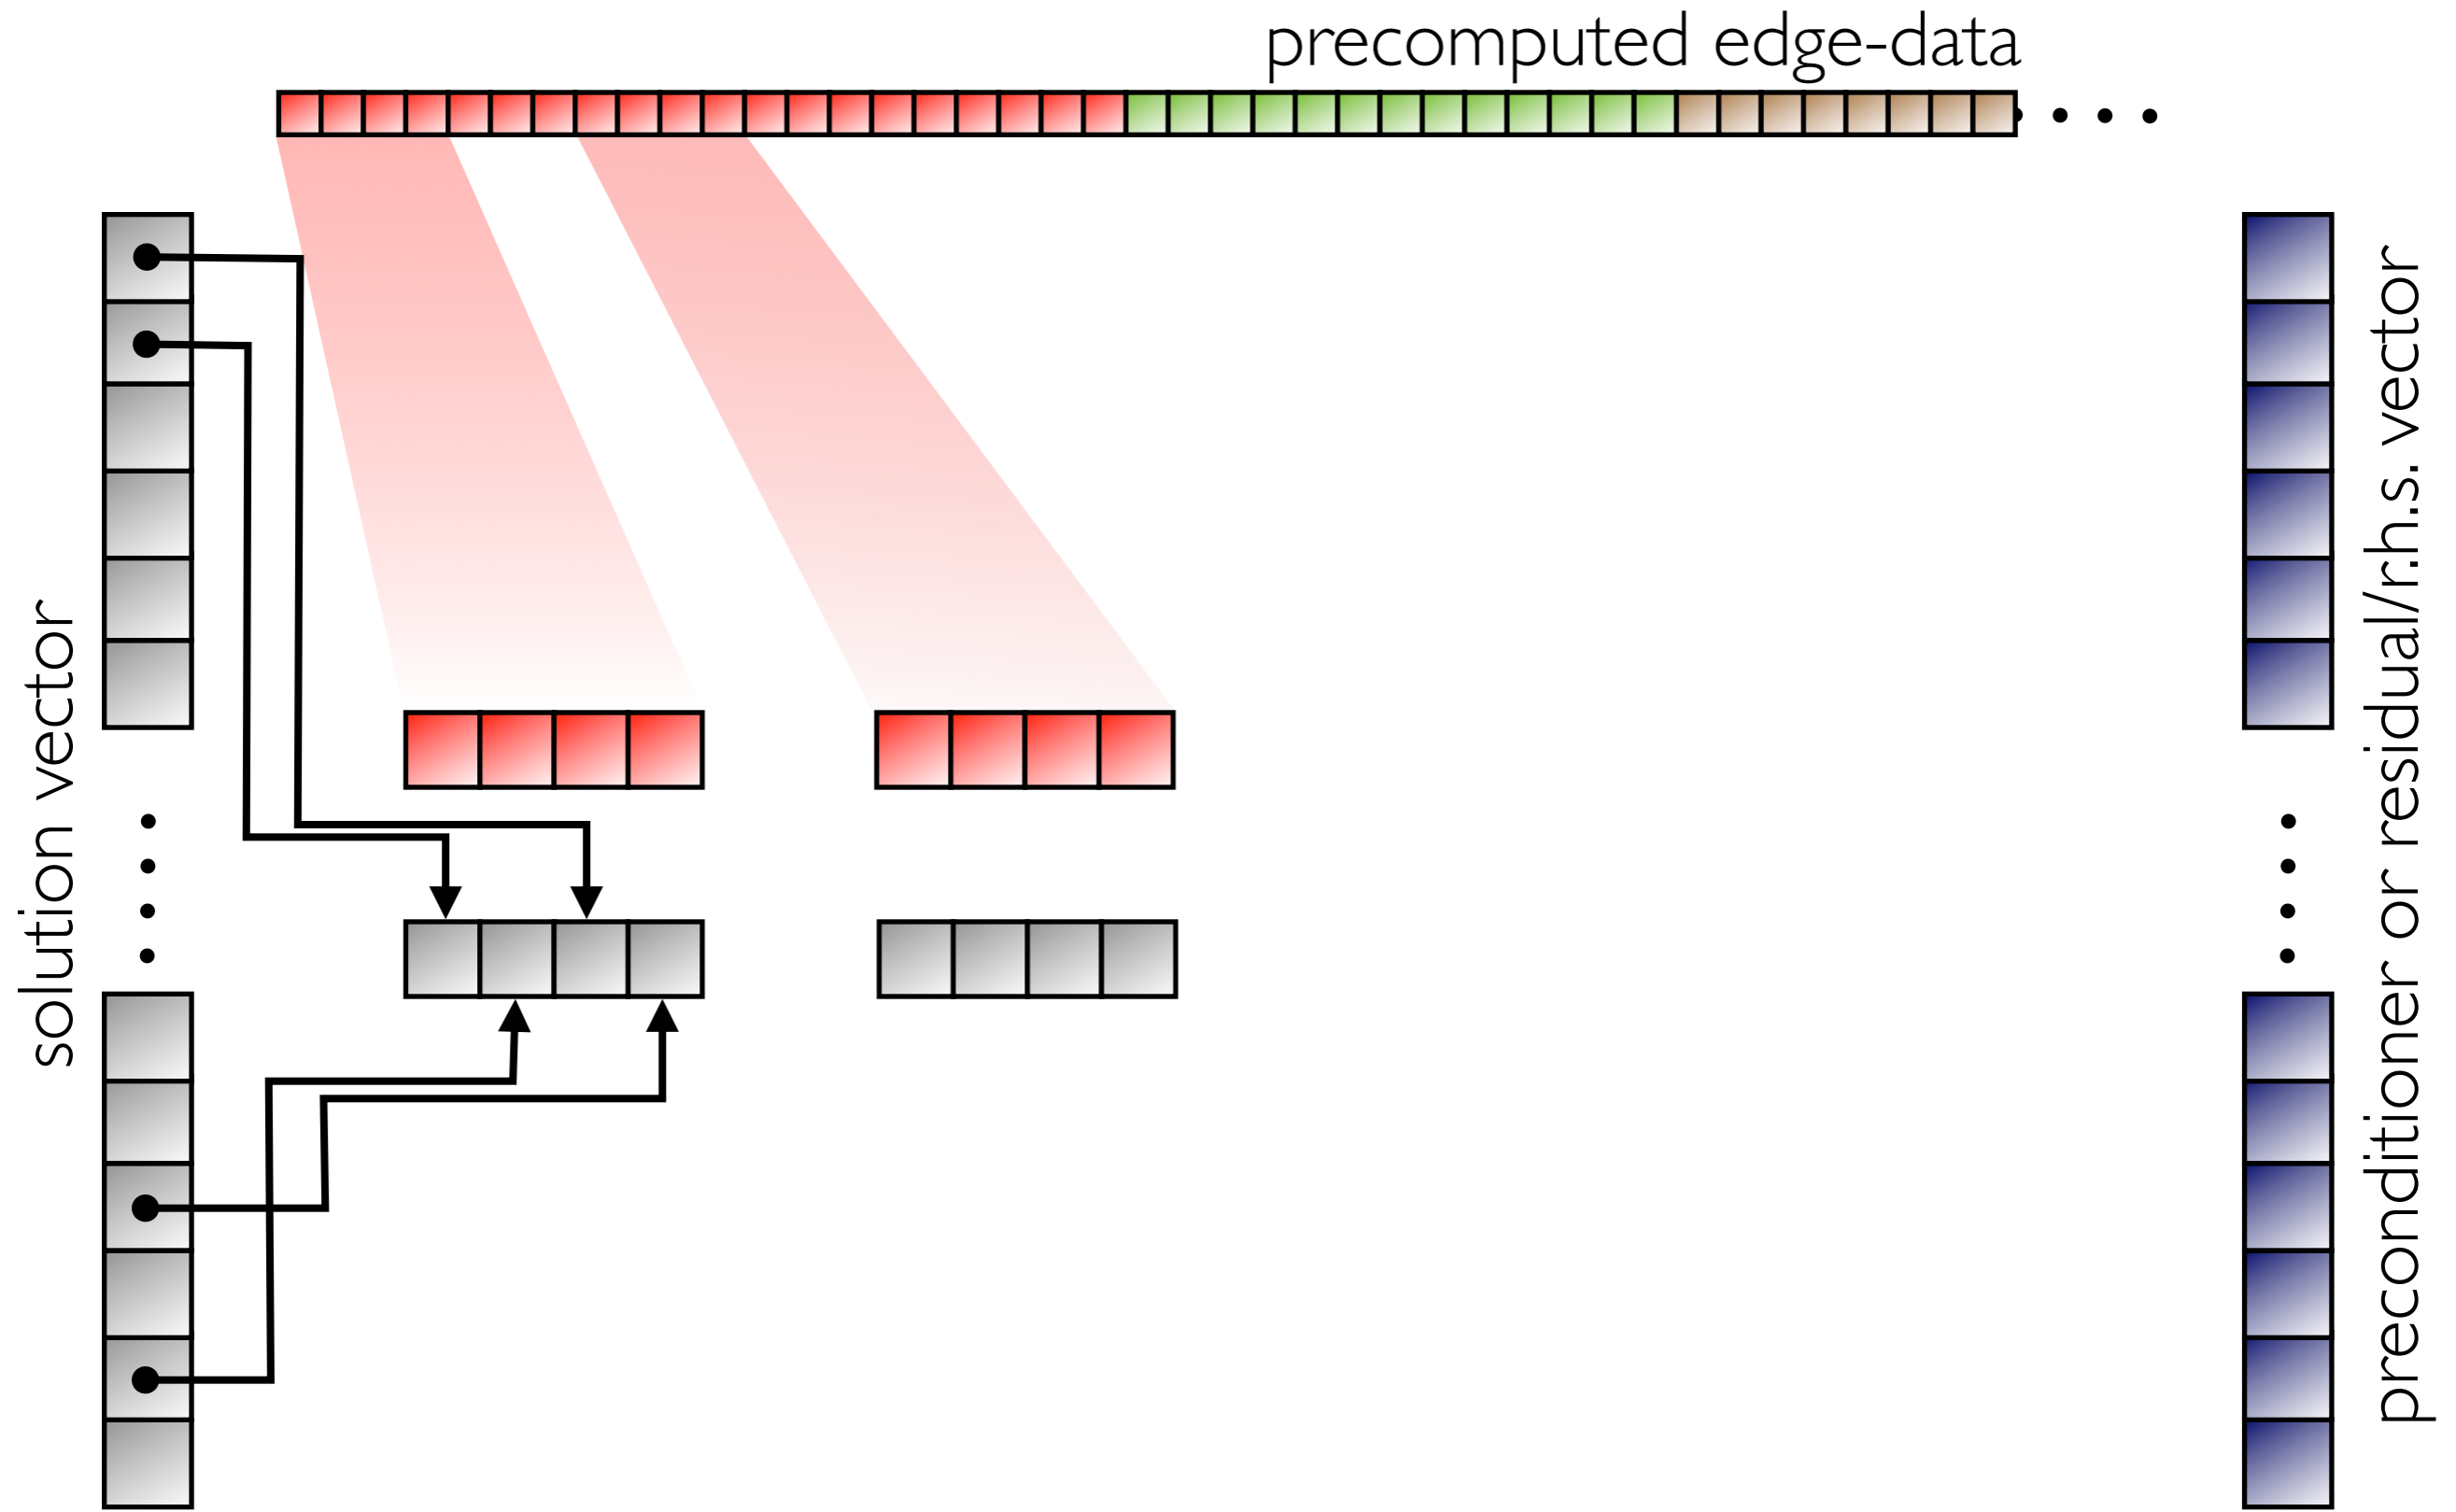 precomputed edge-data
solution vector
preconditioner or residual/r.h.s. vector